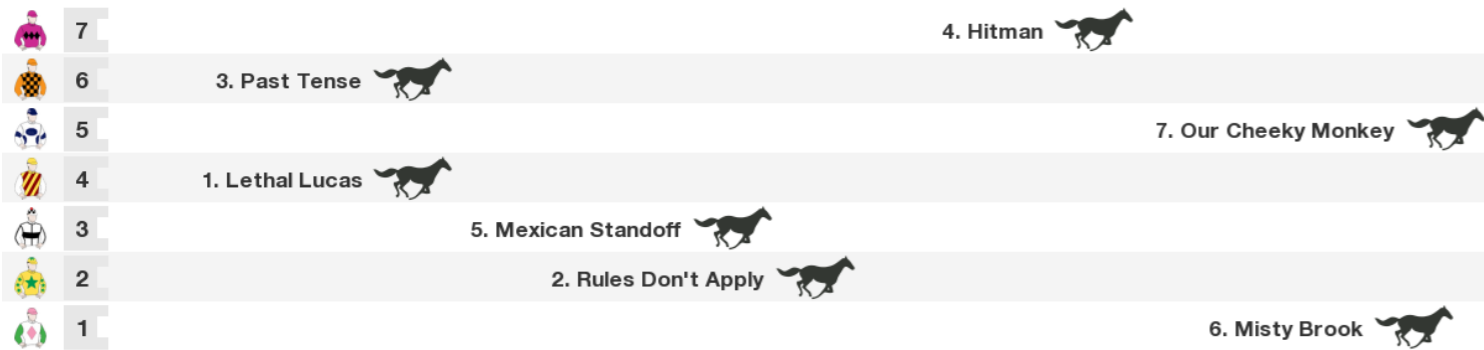 7 4. Hitman
6 3. Past Tense
5 7. Our Cheeky Monkey
4 1. Lethal Lucas
3 5. Mexican Standoff
2 2. Rules Don't Apply
1 6. Misty Brook